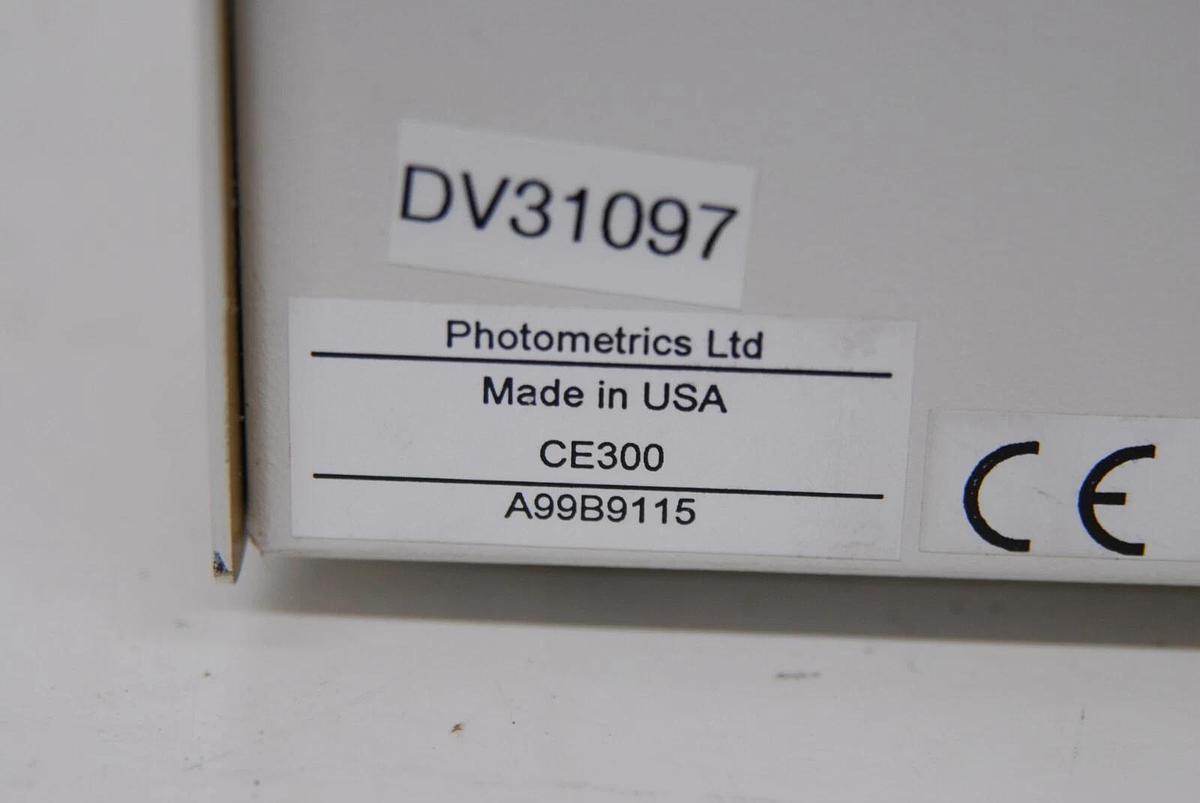 DV31097
Photometrics Ltd
Made in USA
CE300
A99B9115
CE